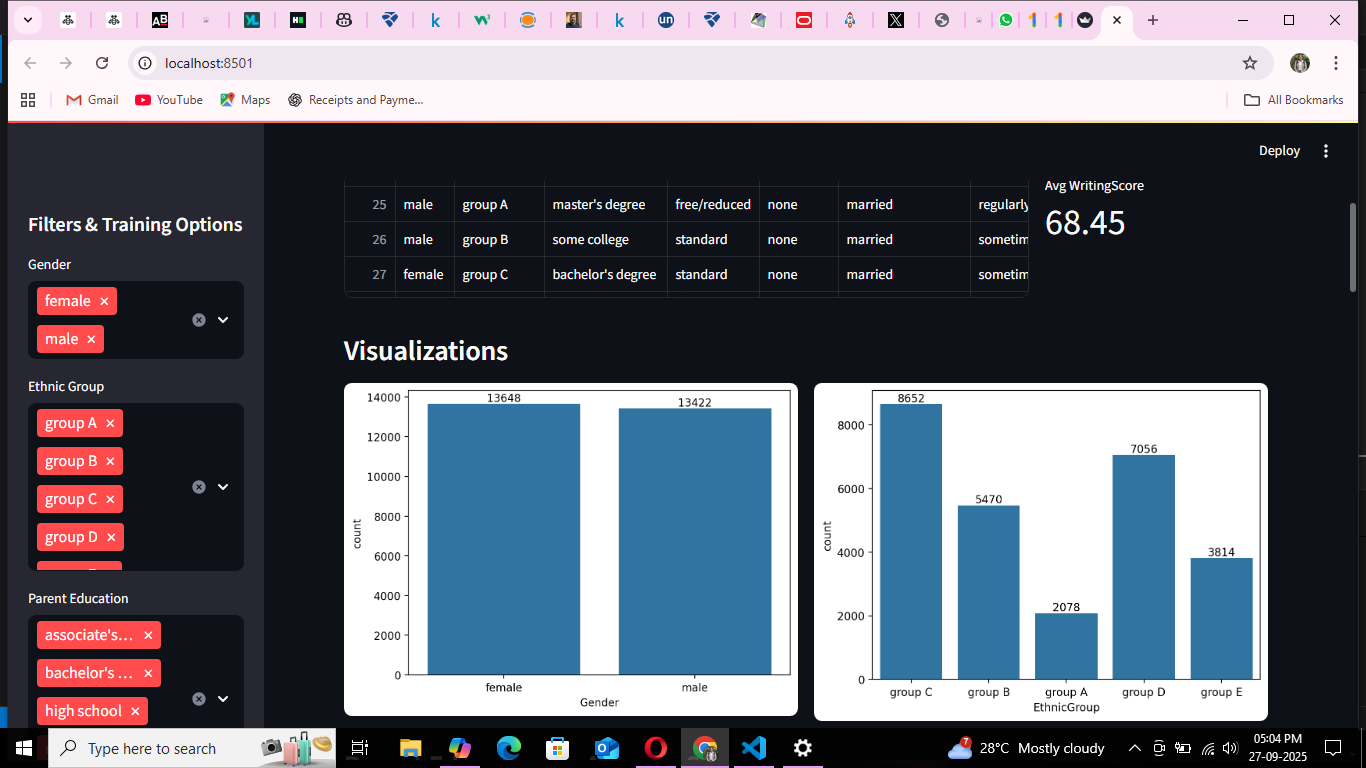 localhost:8501
Gmail YouTube Maps Receipts and Payme... All Bookmarks
Deploy
Filters & Training Options
Gender
female
male
Ethnic Group
group A
group B
group C
group D
Parent Education
associate's...
bachelor's ...
high school
25 male group A master's degree free/reduced none married regularly
26 male group B some college standard none married sometim
27 female group C bachelor's degree standard none married sometim
Avg WritingScore
68.45
Visualizations
14000
12000
10000
8000
6000
4000
2000
0
count
13648
13422
female male
Gender
8000
6000
4000
2000
0
count
8652
5470
2078
7056
3814
group C group B group A group D group E
EthnicGroup
Type here to search
7
28°C Mostly cloudy
05:04 PM
27-09-2025